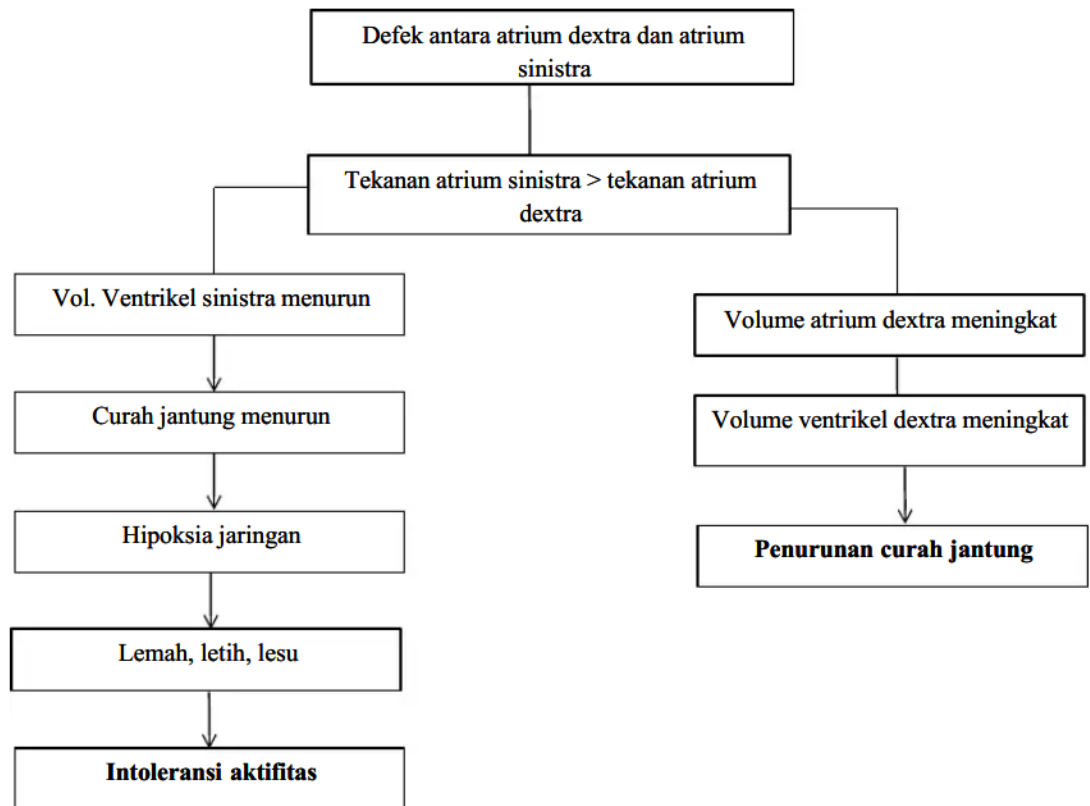 Defek antara atrium dextra dan atrium
sinistra
Tekanan atrium sinistra > tekanan atrium
dextra
Vol. Ventrikel sinistra menurun
Curah jantung menurun
Hipoksia jaringan
Lemah, letih, lesu
Intoleransi aktifitas
Volume atrium dextra meningkat
Volume ventrikel dextra meningkat
Penurunan curah jantung